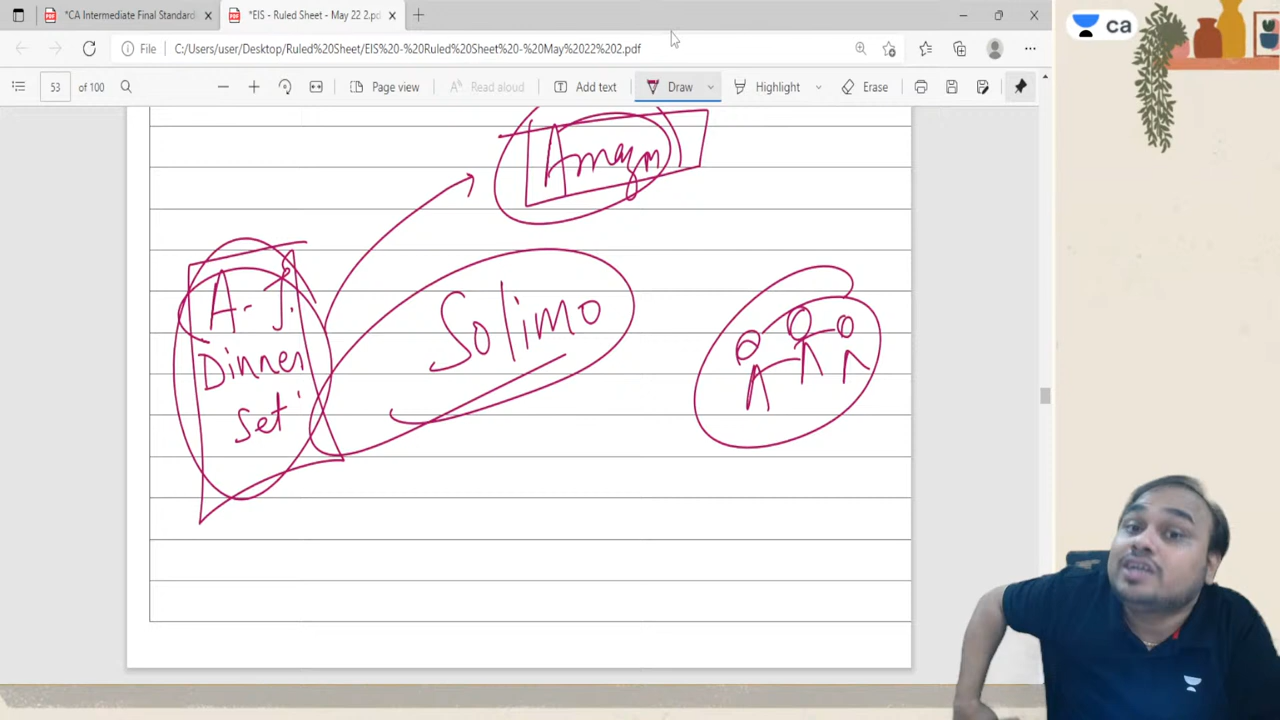 *CA Intermediate Final Standard
*EIS - Ruled Sheet - May 22 2.pd
File C:/Users/user/Desktop/Ruled%20Sheet/EIS%20-%20Ruled%20Sheet%20-%20May%2022%202.pdf
53 of 100 Page view Read aloud Add text Draw Highlight Erase
ca
Amazon
A-J.
Dinner
Set
Solimo